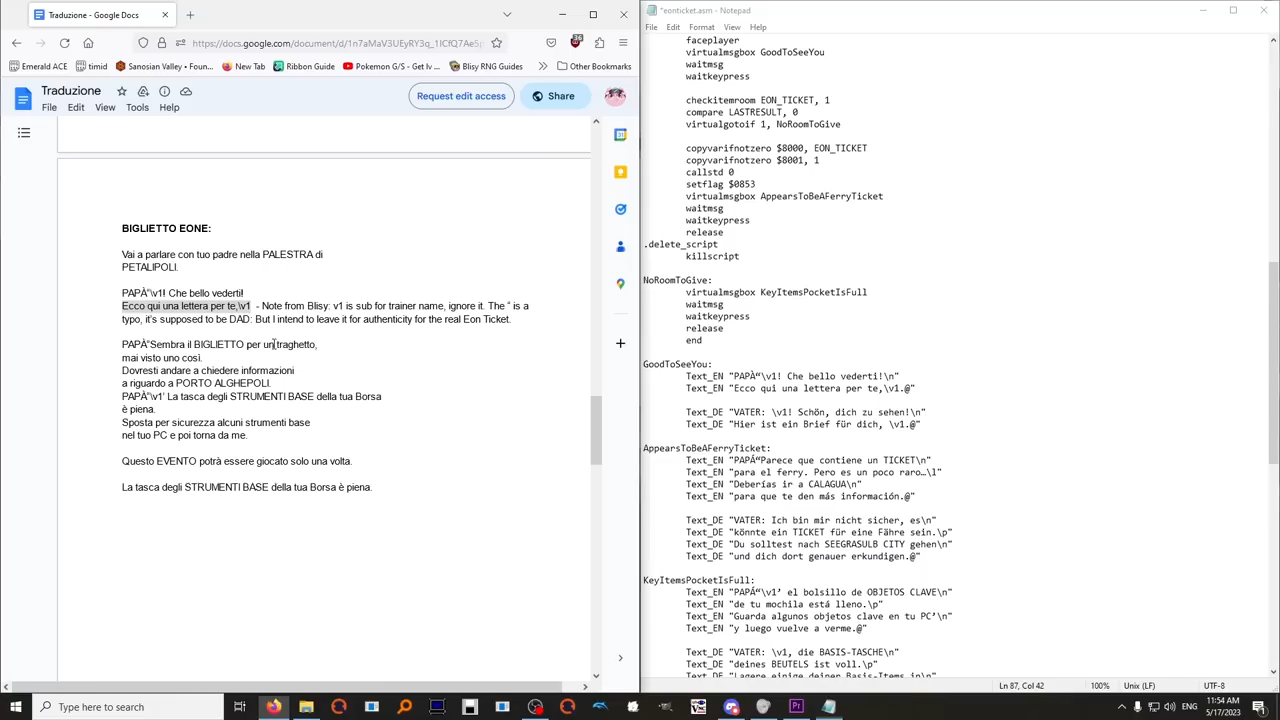 Traduzione - Google Docs
*eonticket.asm - Notepad
File Edit Format View Help
Emerald ACE
timid
Sanosian Valley - Foun...
New Tab
Ribbon Guide
Pokemon G/S - Get Iv ...
Blisy RNG Guides
Other Bookmarks
Traduzione
File Edit View Tools Help
Request edit access
Share
BIGLIETTO EONE:
Vai a parlare con tuo padre nella PALESTRA di
PETALIPOLI.
PAPÀ“\v1! Che bello vederti!
Ecco qui una lettera per te,\v1 - Note from Blisy: v1 is sub for trainer name, ignore it. The “ is a
typo, it's supposed to be DAD: But I intend to leave it for authenticity for the real Eon Ticket.
PAPÀ“Sembra il BIGLIETTO per un traghetto,
mai visto uno così.
Dovresti andare a chiedere informazioni
a riguardo a PORTO ALGHEPOLI.
PAPÀ“\v1’ La tasca degli STRUMENTI BASE della tua Borsa
è piena.
Sposta per sicurezza alcuni strumenti base
nel tuo PC e poi torna da me.
Questo EVENTO potrà essere giocato solo una volta.
La tasca degli STRUMENTI BASE della tua Borsa è piena.
faceplayer
virtualmsgbox GoodToSeeYou
waitmsg
waitkeypress
checkitemroom EON_TICKET, 1
compare LASTRESULT, 0
virtualgotoif 1, NoRoomToGive
copyvarifnotzero $8000, EON_TICKET
copyvarifnotzero $8001, 1
callstd 0
setflag $0853
virtualmsgbox AppearsToBeAFerryTicket
waitmsg
waitkeypress
release
.delete_script
killscript
NoRoomToGive:
virtualmsgbox KeyItemsPocketIsFull
waitmsg
waitkeypress
release
end
GoodToSeeYou:
Text_EN "PAPÀ“\v1! Che bello vederti!\n"
Text_EN "Ecco qui una lettera per te,\v1.@"
Text_DE "VATER: \v1! Schön, dich zu sehen!\n"
Text_DE "Hier ist ein Brief für dich, \v1.@"
AppearsToBeAFerryTicket:
Text_EN "PAPÁ“Parece que contiene un TICKET\n"
Text_EN "para el ferry. Pero es un poco raro…\l"
Text_EN "Deberías ir a CALAGUA\n"
Text_EN "para que te den más información.@"
Text_DE "VATER: Ich bin mir nicht sicher, es\n"
Text_DE "könnte ein TICKET für eine Fähre sein.\p"
Text_DE "Du solltest nach SEEGRASULB CITY gehen\n"
Text_DE "und dich dort genauer erkundigen.@"
KeyItemsPocketIsFull:
Text_EN "PAPÁ“\v1’ el bolsillo de OBJETOS CLAVE\n"
Text_EN "de tu mochila está lleno.\p"
Text_EN "Guarda algunos objetos clave en tu PC’\n"
Text_EN "y luego vuelve a verme.@"
Text_DE "VATER: \v1, die BASIS-TASCHE\n"
Text_DE "deines BEUTELS ist voll.\p"
Text_DE "Lagere einige deiner Basis-Items in\n"
Ln 87, Col 42
100%
Unix (LF)
UTF-8
Type here to search
ENG
11:54 AM
5/17/2023